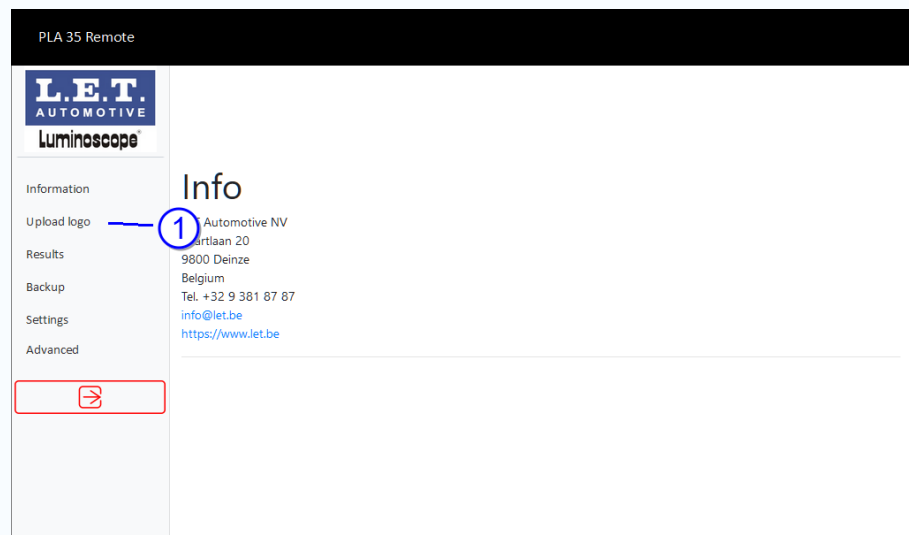 PLA 35 Remote
L.E.T.
AUTOMOTIVE
Luminoscope®
Information
Upload logo
Results
Backup
Settings
Advanced
1
Info
Automotive NV
20
9800 Deinze
Belgium
Tel. +32 9 381 87 87
info@let.be
https://www.let.be